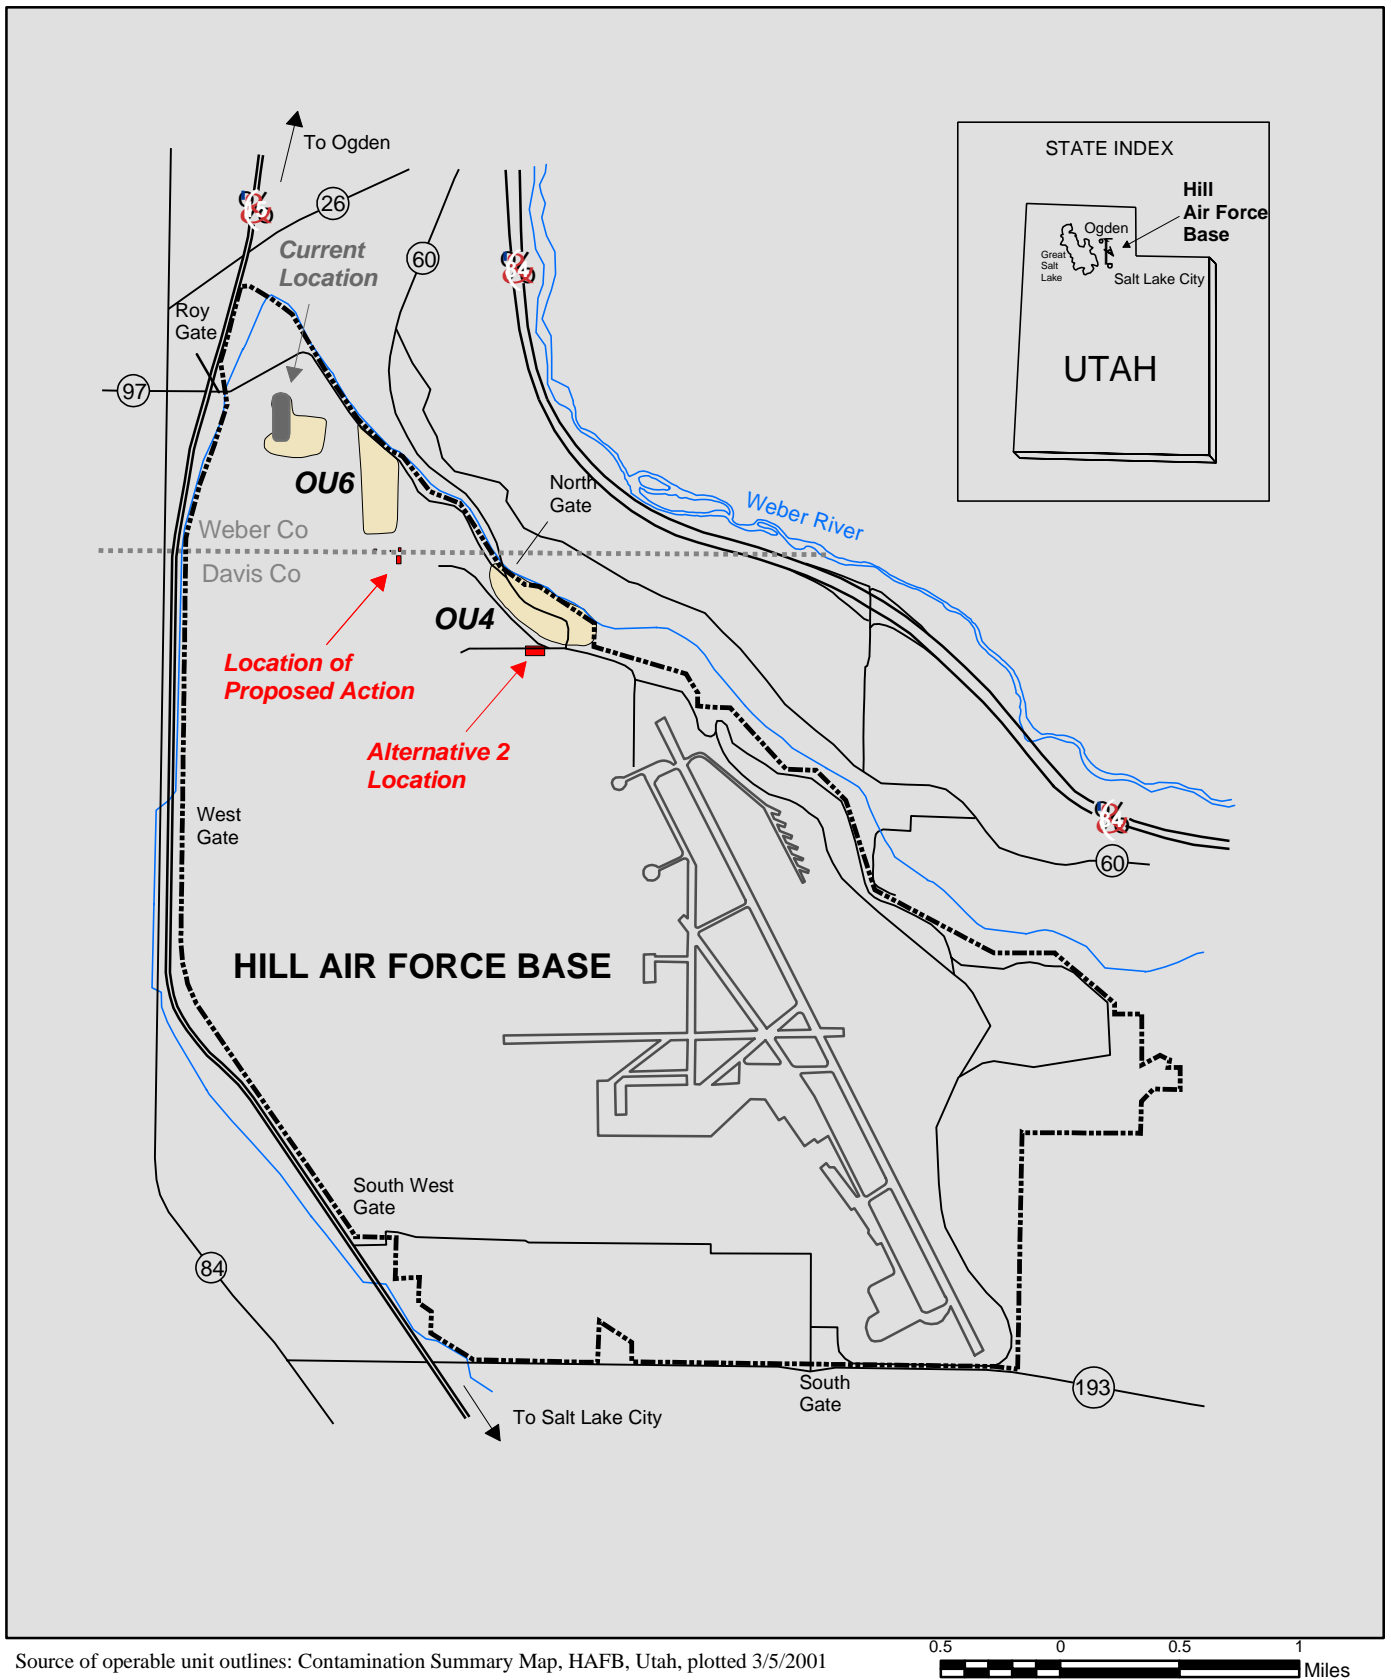 To Ogden
26
60
Current
Location
Roy
Gate
97
OU6
North
Gate
Weber River
Weber Co
Davis Co
OU4
Location of
Proposed Action
Alternative 2
Location
West
Gate
60
HILL AIR FORCE BASE
South West
Gate
84
South
Gate
193
To Salt Lake City
STATE INDEX
Hill
Air Force
Base
Ogden
Great
Salt
Lake
Salt Lake City
UTAH
0.5 0 0.5 1
Miles
Source of operable unit outlines: Contamination Summary Map, HAFB, Utah, plotted 3/5/2001